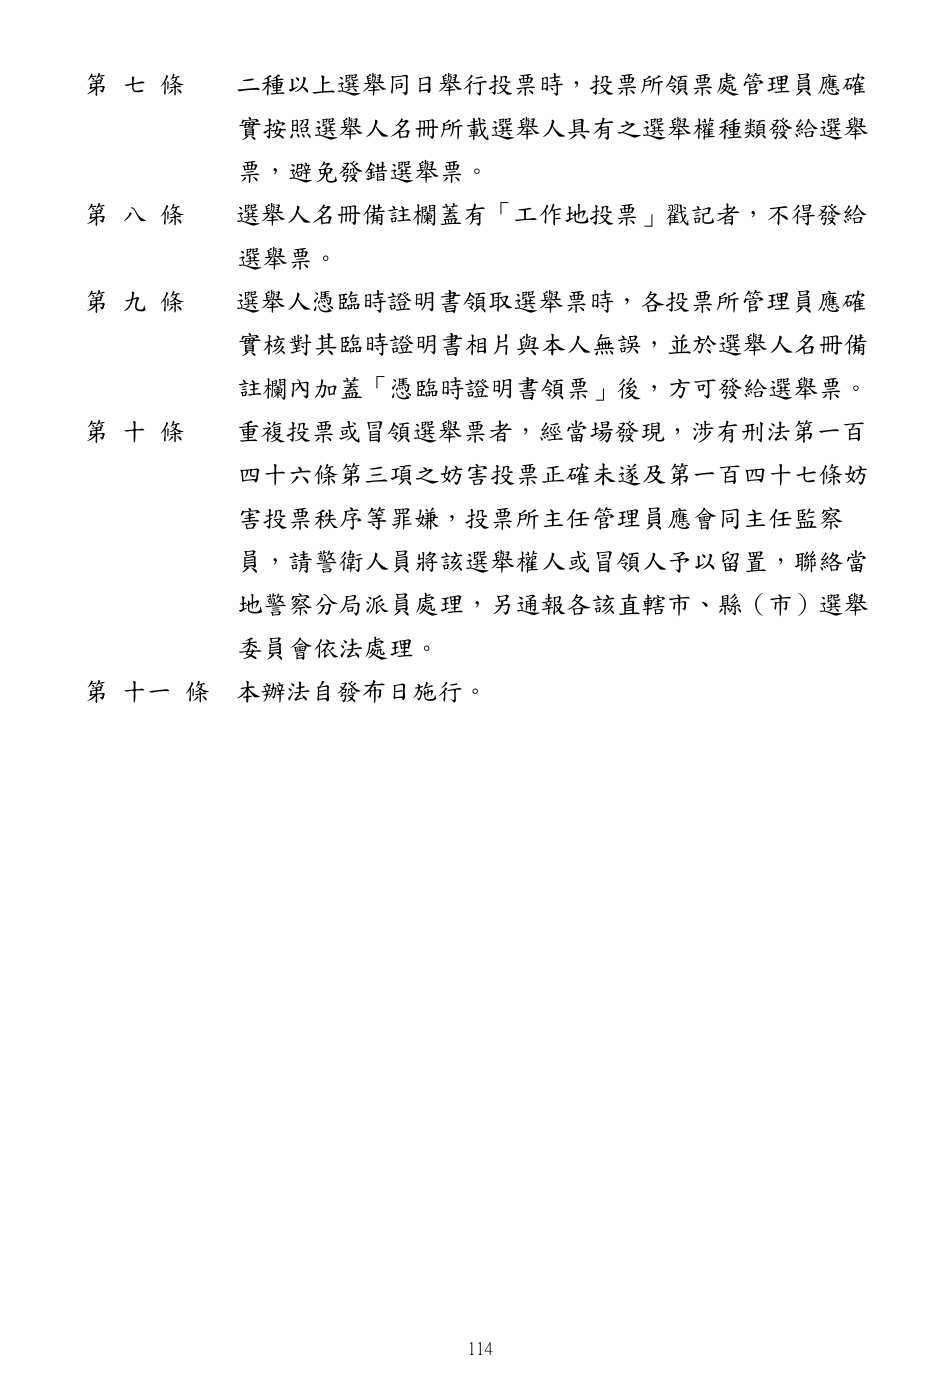 第 七 條　　二種以上選舉同日舉行投票時，投票所領票處管理員應確
實按照選舉人名冊所載選舉人具有之選舉權種類發給選舉
票，避免發錯選舉票。
第 八 條　　選舉人名冊備註欄蓋有「工作地投票」戳記者，不得發給
選舉票。
第 九 條　　選舉人憑臨時證明書領取選舉票時，各投票所管理員應確
實核對其臨時證明書相片與本人無誤，並於選舉人名冊備
註欄內加蓋「憑臨時證明書領票」後，方可發給選舉票。
第 十 條　　重複投票或冒領選舉票者，經當場發現，涉有刑法第一百
四十六條第三項之妨害投票正確未遂及第一百四十七條妨
害投票秩序等罪嫌，投票所主任管理員應會同主任監察
員，請警衛人員將該選舉權人或冒領人予以留置，聯絡當
地警察分局派員處理，另通報各該直轄市、縣（市）選舉
委員會依法處理。
第 十一 條　本辦法自發布日施行。
114